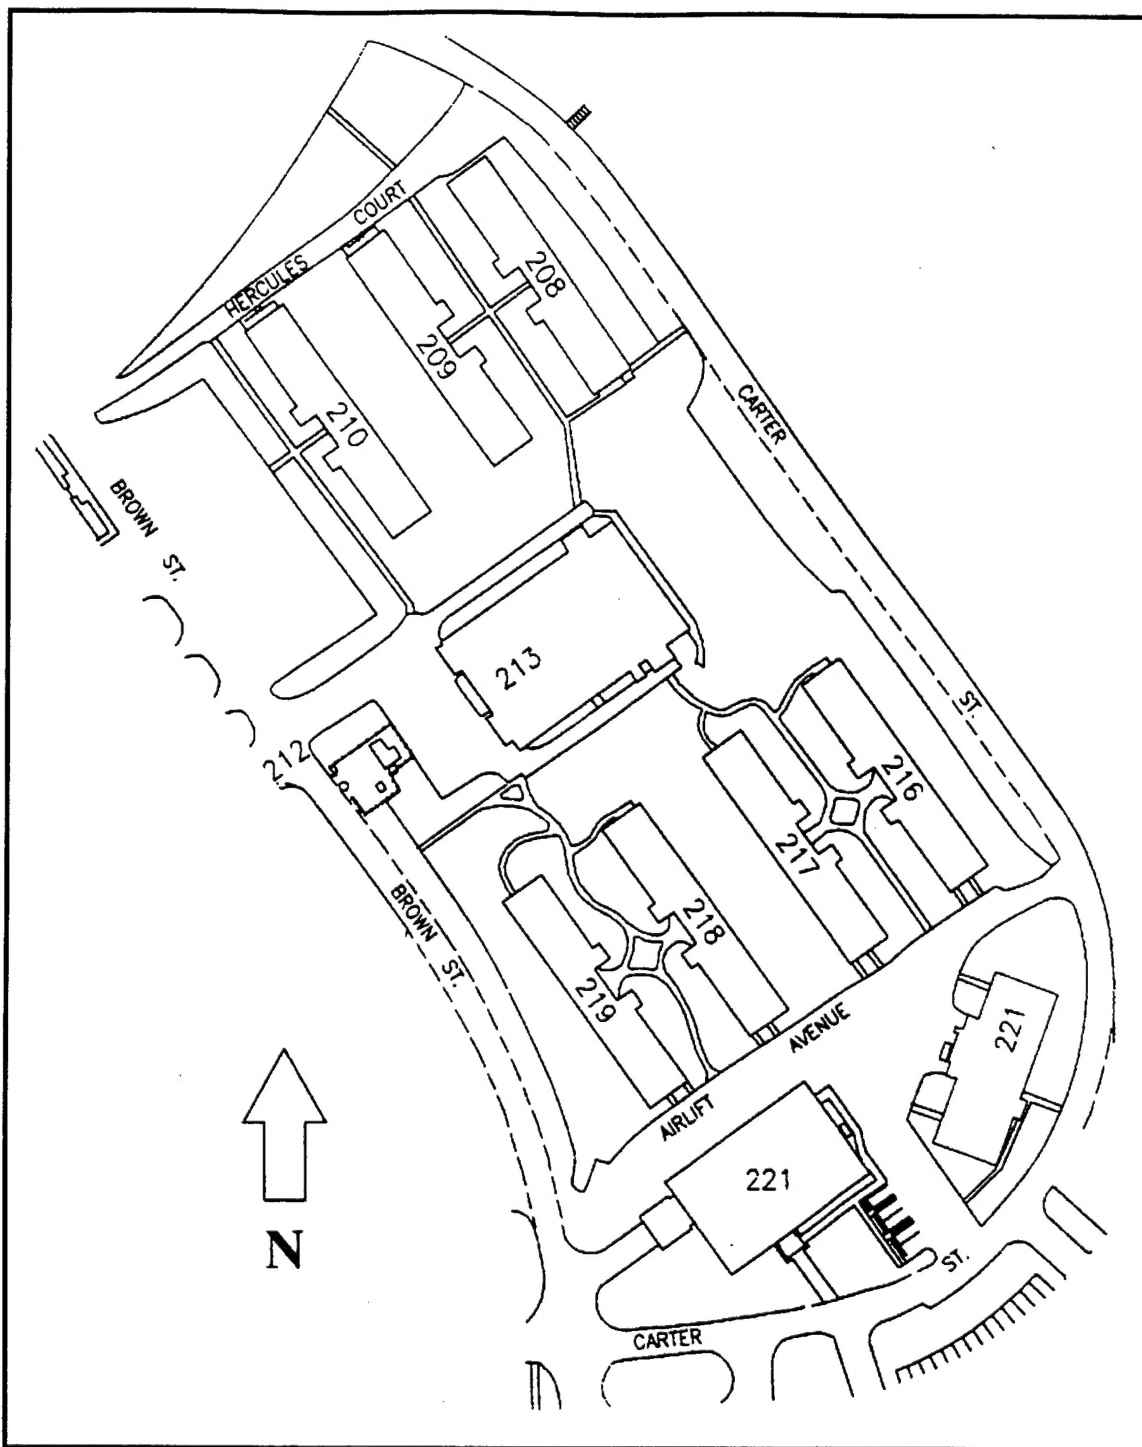 COURT
HERCULES
208
209
210
CARTER
BROWN
ST.
213
ST.
212
216
217
BROWN
ST.
218
219
AVENUE
221
AIRLIFT
221
N
ST.
CARTER